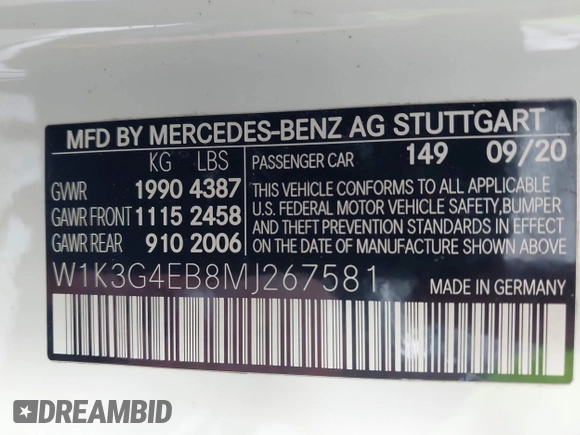 MFD BY MERCEDES-BENZ AG STUTTGART
KG LBS PASSENGER CAR 149 09/20
GVWR 1990 4387
GAWR FRONT 1115 2458
GAWR REAR 910 2006
THIS VEHICLE CONFORMS TO ALL APPLICABLE
U.S. FEDERAL MOTOR VEHICLE SAFETY, BUMPER
AND THEFT PREVENTION STANDARDS IN EFFECT
ON THE DATE OF MANUFACTURE SHOWN ABOVE.
W1K3G4EB8MJ267581
MADE IN GERMANY
DREAMBID